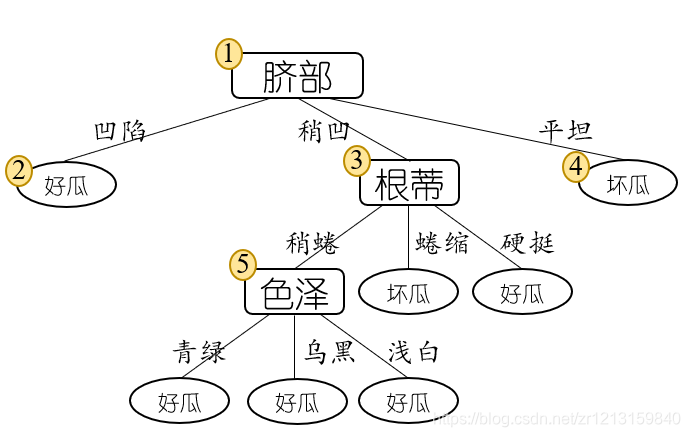 1
脐部
凹陷
稍凹
平坦
2
好瓜
3
根蒂
4
坏瓜
稍蜷
蜷缩
硬挺
5
色泽
坏瓜
好瓜
青绿
乌黑
浅白
好瓜
好瓜
好瓜
https://blog.csdn.net/zr1213159840